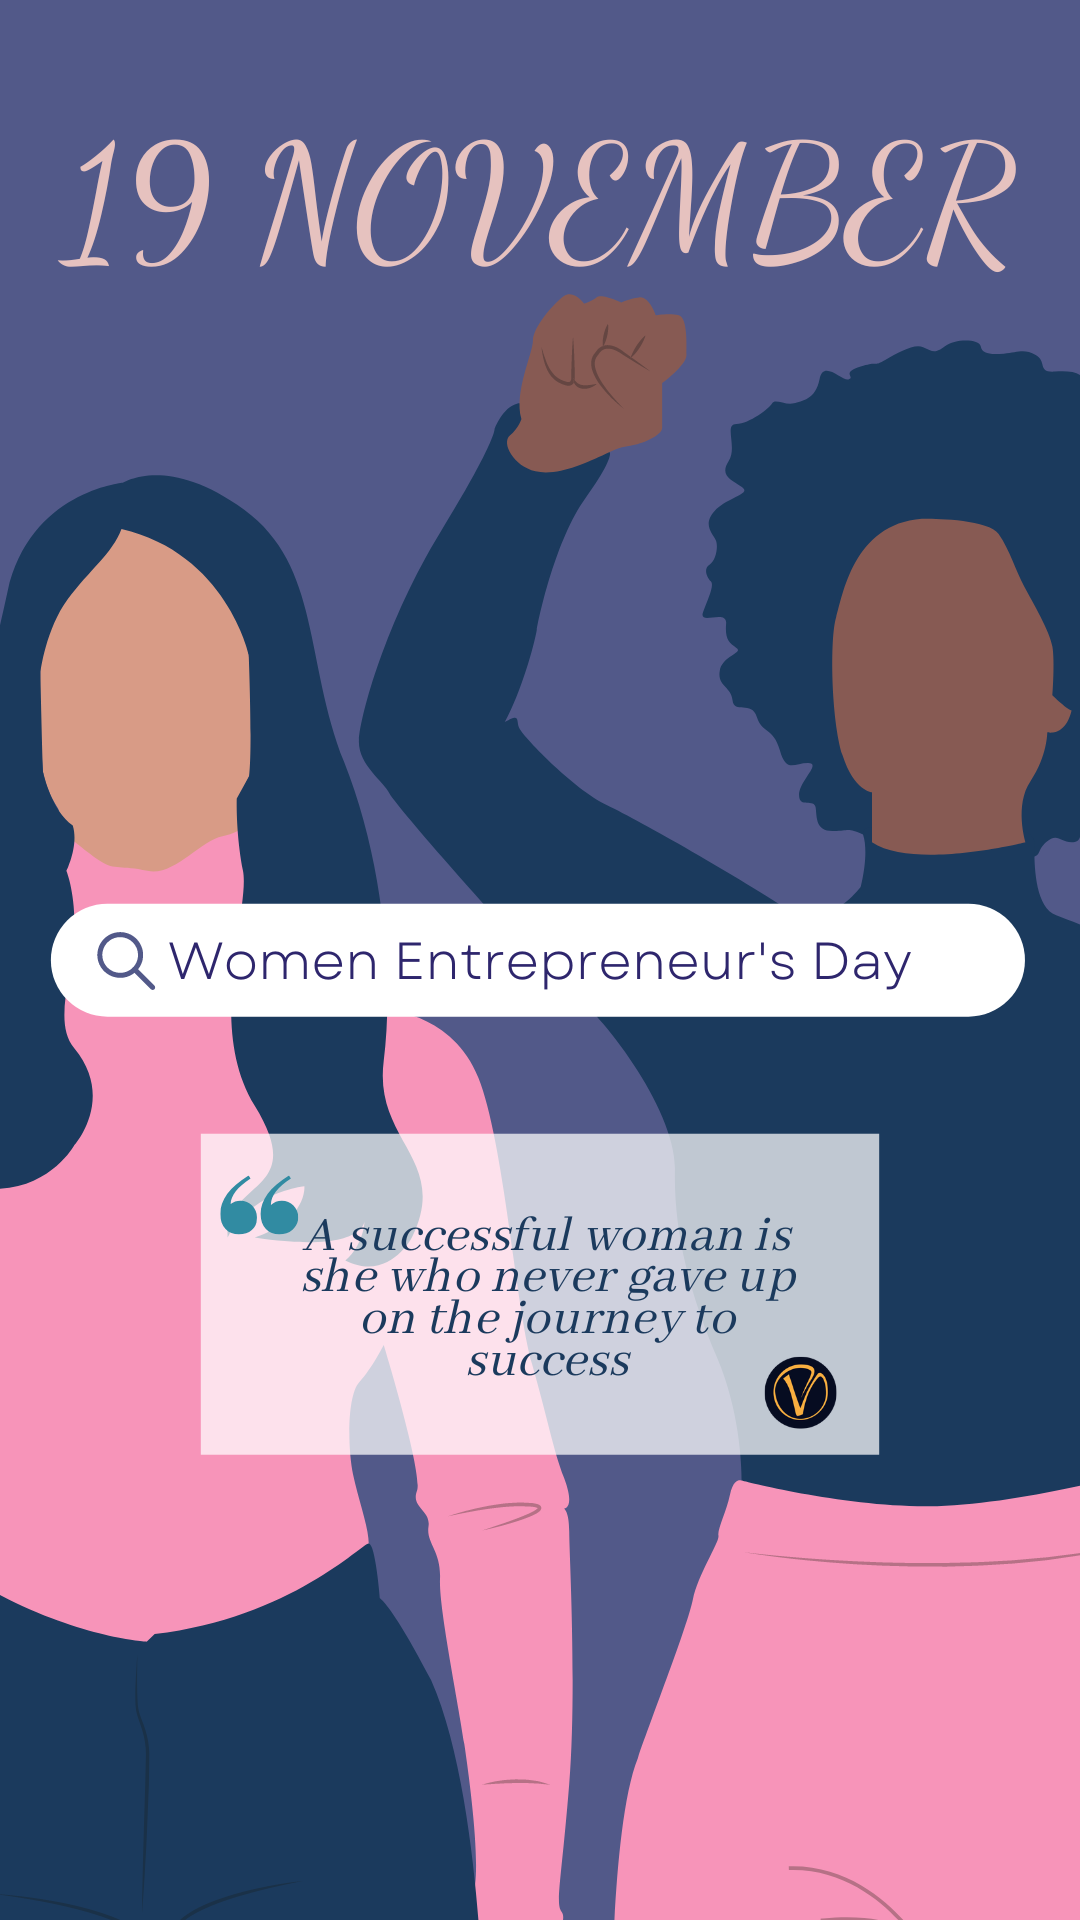 19 NOVEMBER
Women Entrepreneur's Day
“A successful woman is
she who never gave up
on the journey to
success
V